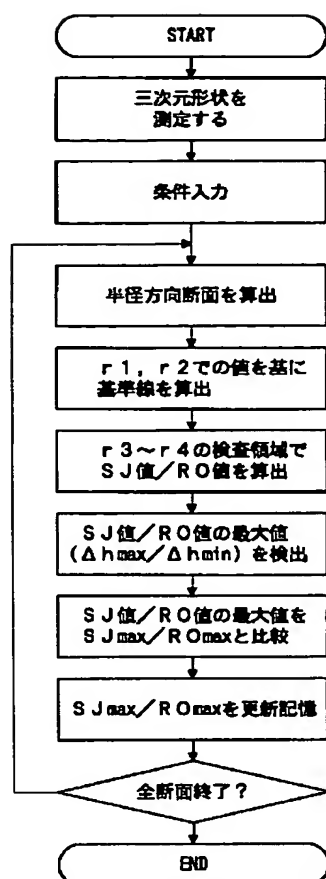 START
三次元形状を
測定する
条件入力
半径方向断面を算出
r1，r2での値を基に
基準線を算出
r3～r4の検査領域で
SJ値／RO値を算出
SJ値／RO値の最大値
(Δhmax／Δhmin) を検出
SJ値／RO値の最大値を
SJmax／ROmaxと比較
SJmax／ROmaxを更新記憶
全断面終了？
END